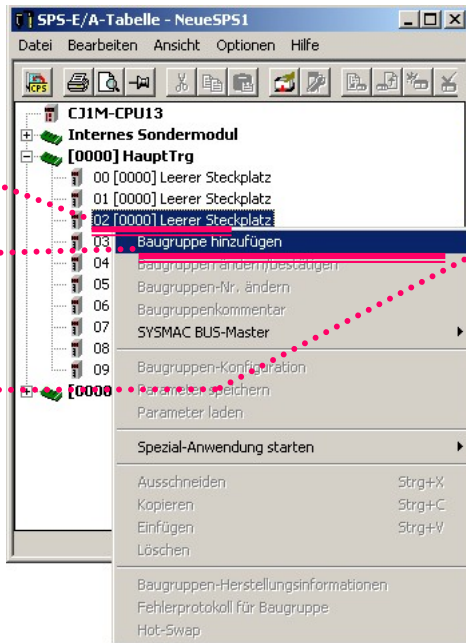 SPS-E/A-Tabelle - NeueSPS1
Datei Bearbeiten Ansicht Optionen Hilfe
CPS
CJ1M-CPU13
Internes Sondermodul
[0000] HauptTrg
00 [0000] Leerer Steckplatz
01 [0000] Leerer Steckplatz
02 [0000] Leerer Steckplatz
03
04
05
06
07
08
09
[0000
Baugruppe hinzufügen
Baugruppen ändern/bestätigen
Baugruppen-Nr. ändern
Baugruppenkommentar
SYSMAC BUS-Master
Baugruppen-Konfiguration
Parameter speichern
Parameter laden
Spezial-Anwendung starten
Ausschneiden Strg+X
Kopieren Strg+C
Einfügen Strg+V
Löschen
Baugruppen-Herstellungsinformationen
Fehlerprotokoll für Baugruppe
Hot-Swap